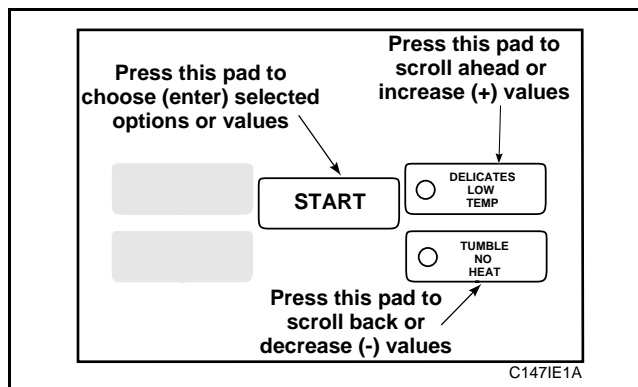 Press this pad to
scroll ahead or
increase (+) values
Press this pad to
choose (enter) selected
options or values
START
DELICATES
LOW
TEMP
TUMBLE
NO
HEAT
Press this pad to
scroll back or
decrease (-) values
C147IE1A